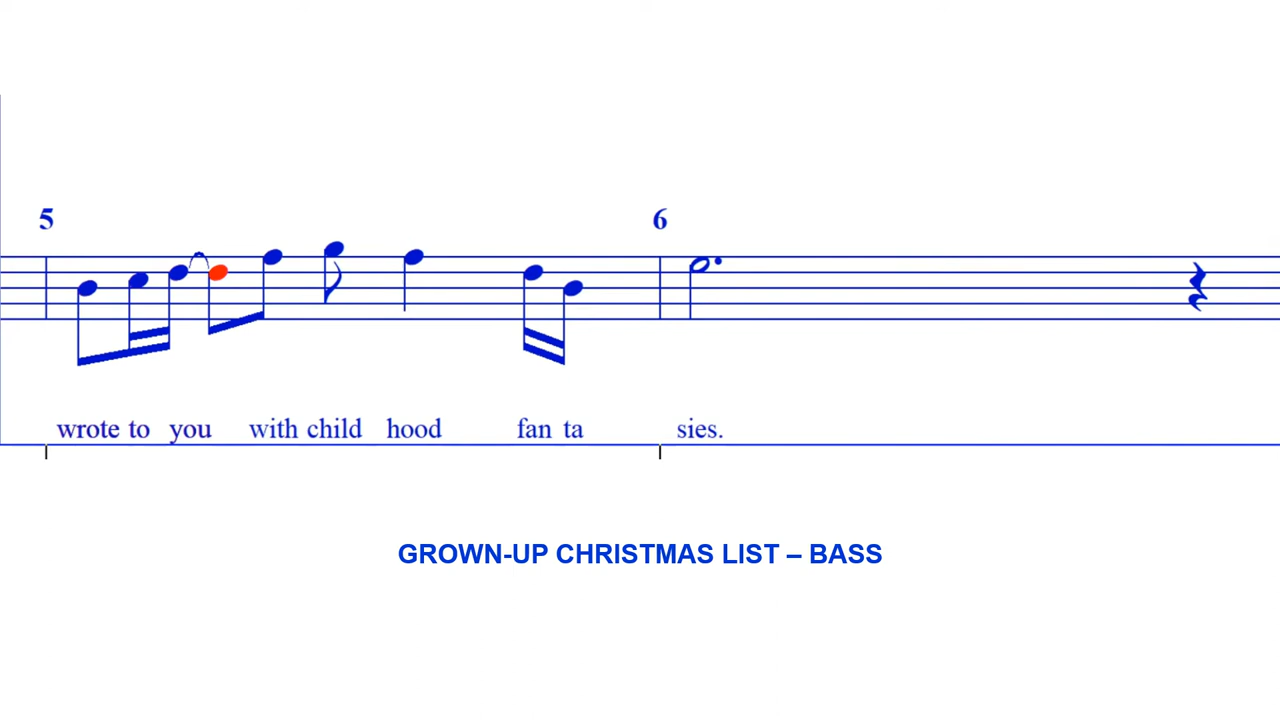 5 6
wrote to you with child hood fan ta sies.
GROWN-UP CHRISTMAS LIST – BASS